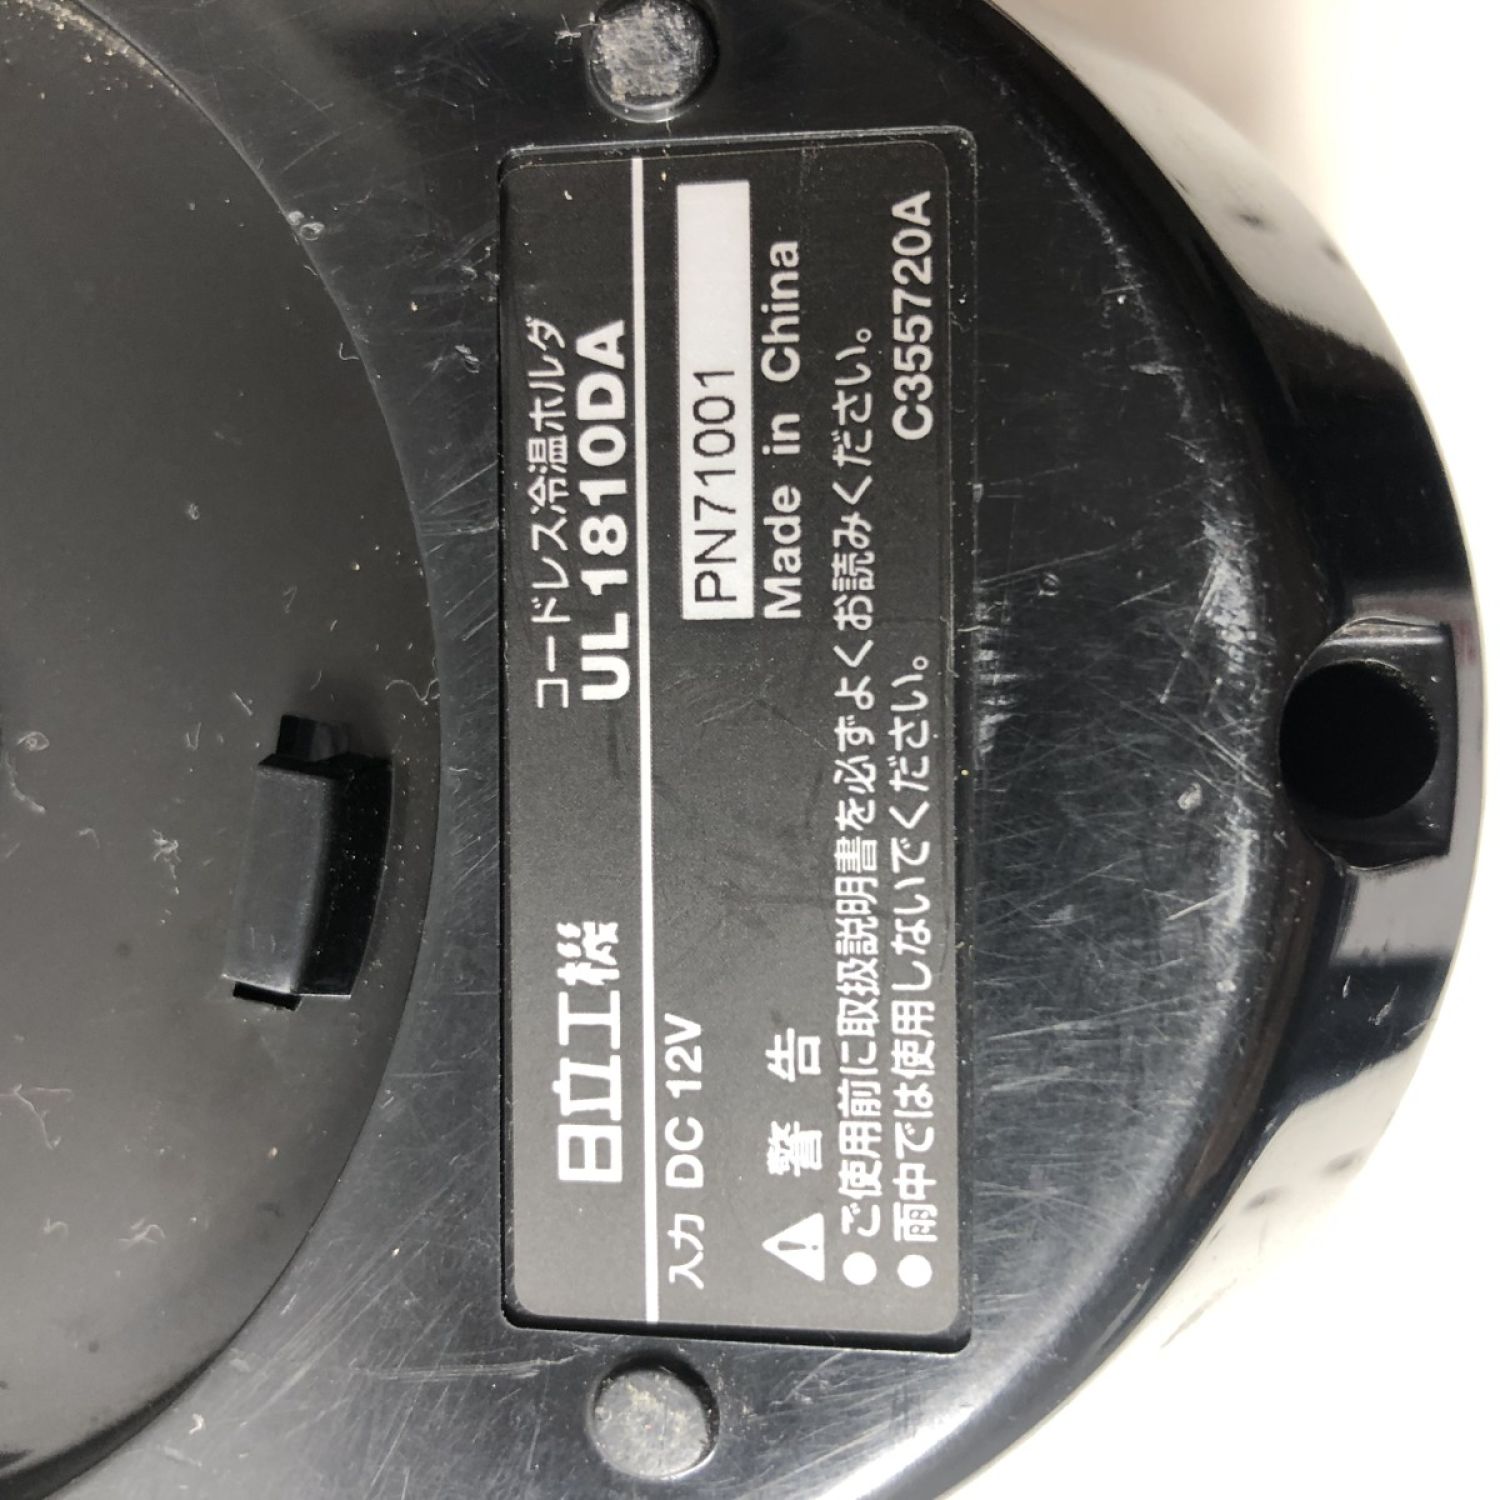 日立工機
コードレス冷温ホルダ
UL1810DA
入力 DC 12V
PN71001
Made in China
警告
●ご使用前に取扱説明書を必ずよくお読みください。
●雨中では使用しないでください。
C355720A